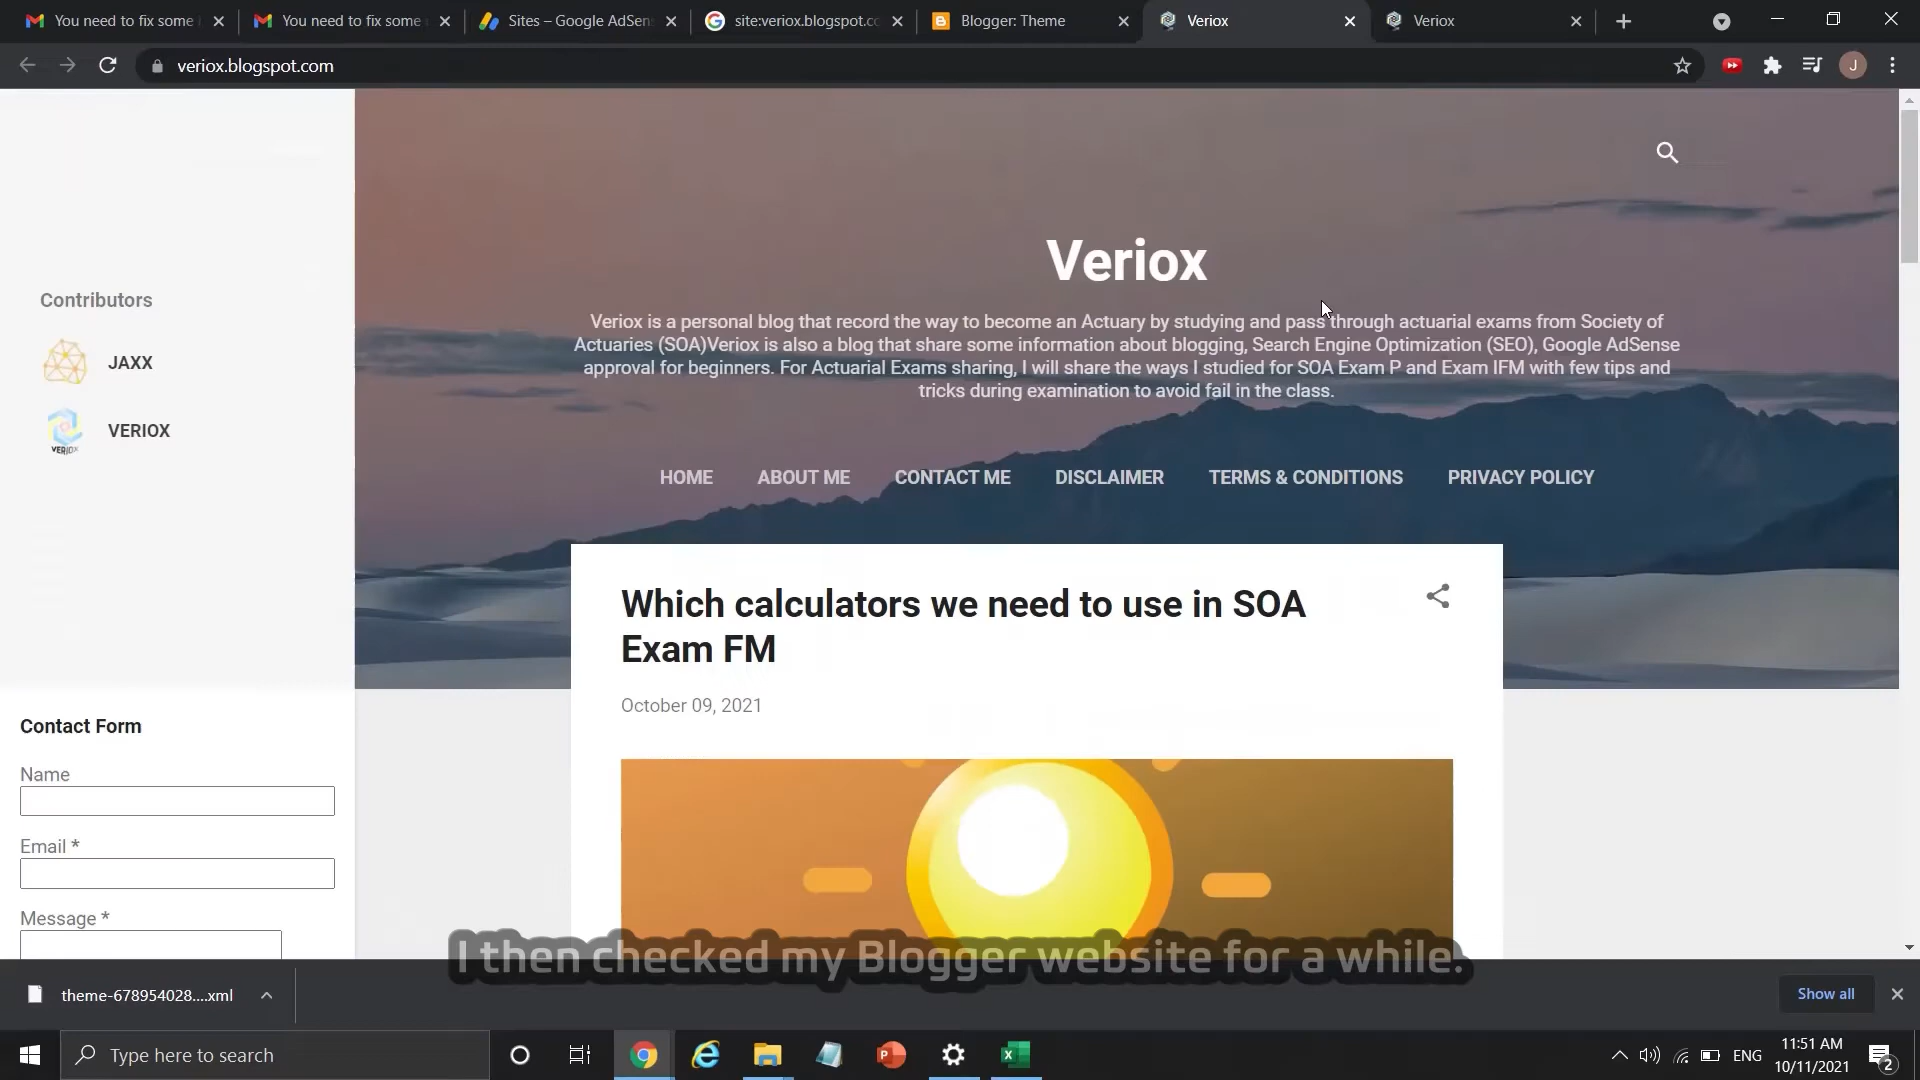 You need to fix some
You need to fix some
Sites – Google AdSen
site:veriox.blogspot.co
Blogger: Theme
Veriox
Veriox
veriox.blogspot.com
J
Contributors
JAXX
VERIOX
VERIOX
Veriox
Veriox is a personal blog that record the way to become an Actuary by studying and pass through actuarial exams from Society of
Actuaries (SOA)Veriox is also a blog that share some information about blogging, Search Engine Optimization (SEO), Google AdSense
approval for beginners. For Actuarial Exams sharing, I will share the ways I studied for SOA Exam P and Exam IFM with few tips and
tricks during examination to avoid fail in the class.
HOME ABOUT ME CONTACT ME DISCLAIMER TERMS & CONDITIONS PRIVACY POLICY
Which calculators we need to use in SOA
Exam FM
October 09, 2021
Contact Form
Name
Email *
Message *
I then checked my Blogger website for a while.
theme-678954028....xml
Show all
Type here to search
ENG
11:51 AM
10/11/2021
2